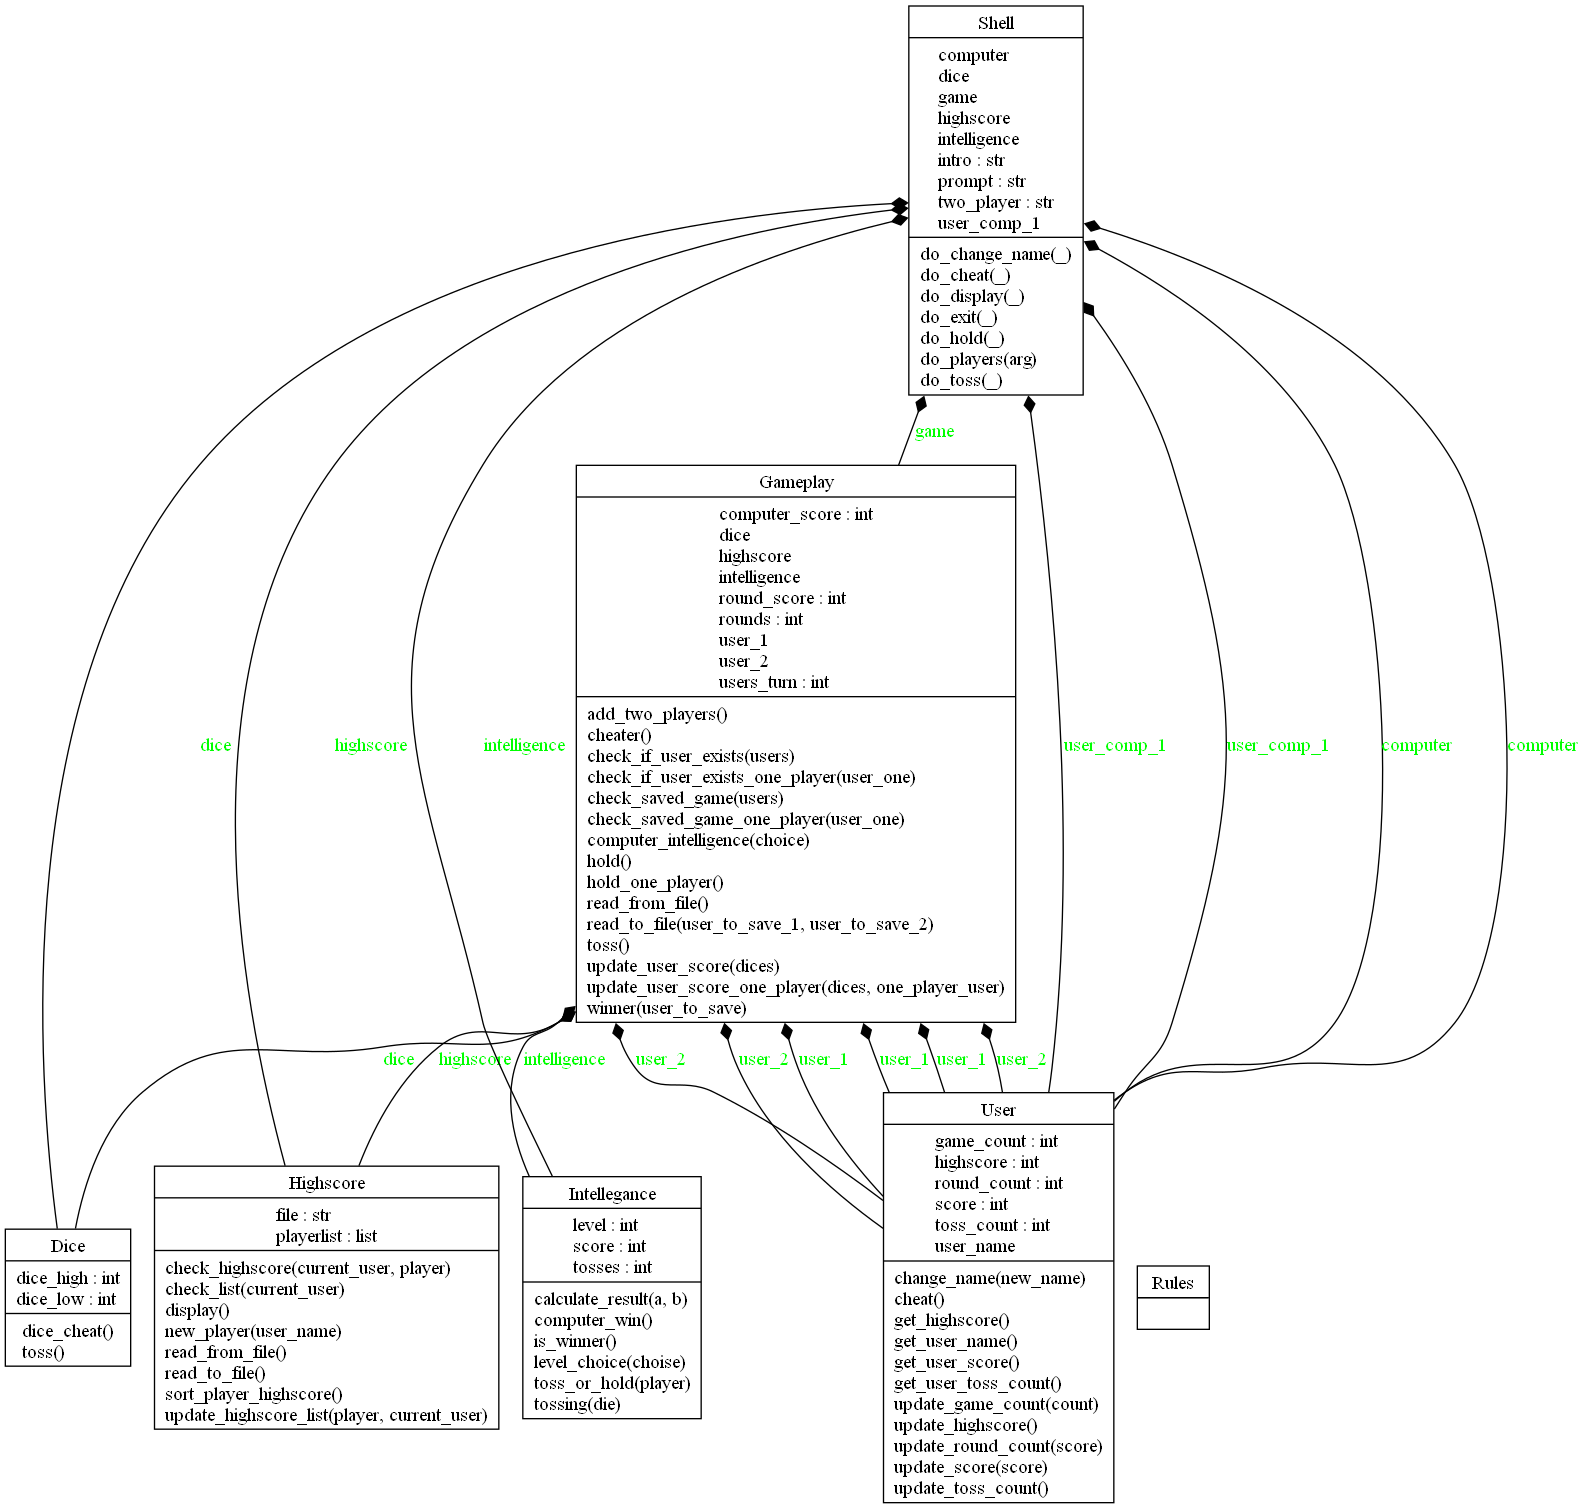 Shell
computer
dice
game
highscore
intelligence
intro : str
prompt : str
two_player : str
user_comp_1
do_change_name(_)
do_cheat(_)
do_display(_)
do_exit(_)
do_hold(_)
do_players(arg)
do_toss(_)
game
Gameplay
computer_score : int
dice
highscore
intelligence
round_score : int
rounds : int
user_1
user_2
users_turn : int
add_two_players()
cheater()
check_if_user_exists(users)
check_if_user_exists_one_player(user_one)
check_saved_game(users)
check_saved_game_one_player(user_one)
computer_intelligence(choice)
hold()
hold_one_player()
read_from_file()
read_to_file(user_to_save_1, user_to_save_2)
toss()
update_user_score(dices)
update_user_score_one_player(dices, one_player_user)
winner(user_to_save)
dice
highscore
intelligence
user_comp_1
user_comp_1
computer
computer
dice
highscore
intelligence
user_2
user_2
user_1
user_1
user_1
user_2
Dice
dice_high : int
dice_low : int
dice_cheat()
toss()
Highscore
file : str
playerlist : list
check_highscore(current_user, player)
check_list(current_user)
display()
new_player(user_name)
read_from_file()
read_to_file()
sort_player_highscore()
update_highscore_list(player, current_user)
Intellegance
level : int
score : int
tosses : int
calculate_result(a, b)
computer_win()
is_winner()
level_choice(choise)
toss_or_hold(player)
tossing(die)
User
game_count : int
highscore : int
round_count : int
score : int
toss_count : int
user_name
change_name(new_name)
cheat()
get_highscore()
get_user_name()
get_user_score()
get_user_toss_count()
update_game_count(count)
update_highscore()
update_round_count(score)
update_score(score)
update_toss_count()
Rules